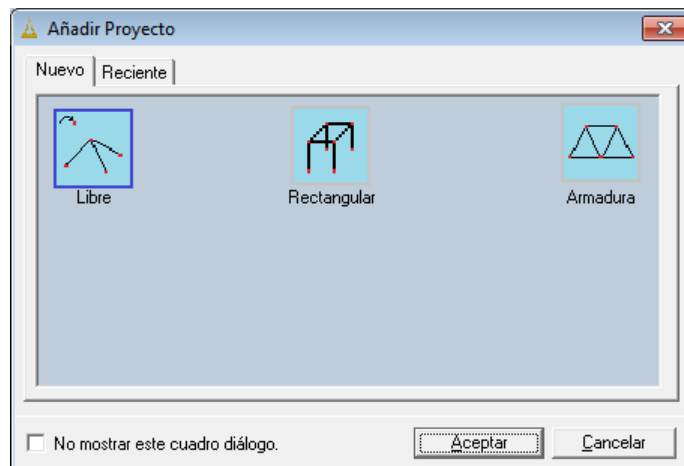 Añadir Proyecto
Nuevo
Reciente
Libre
Rectangular
Armadura
No mostrar este cuadro diálogo.
Aceptar
Cancelar